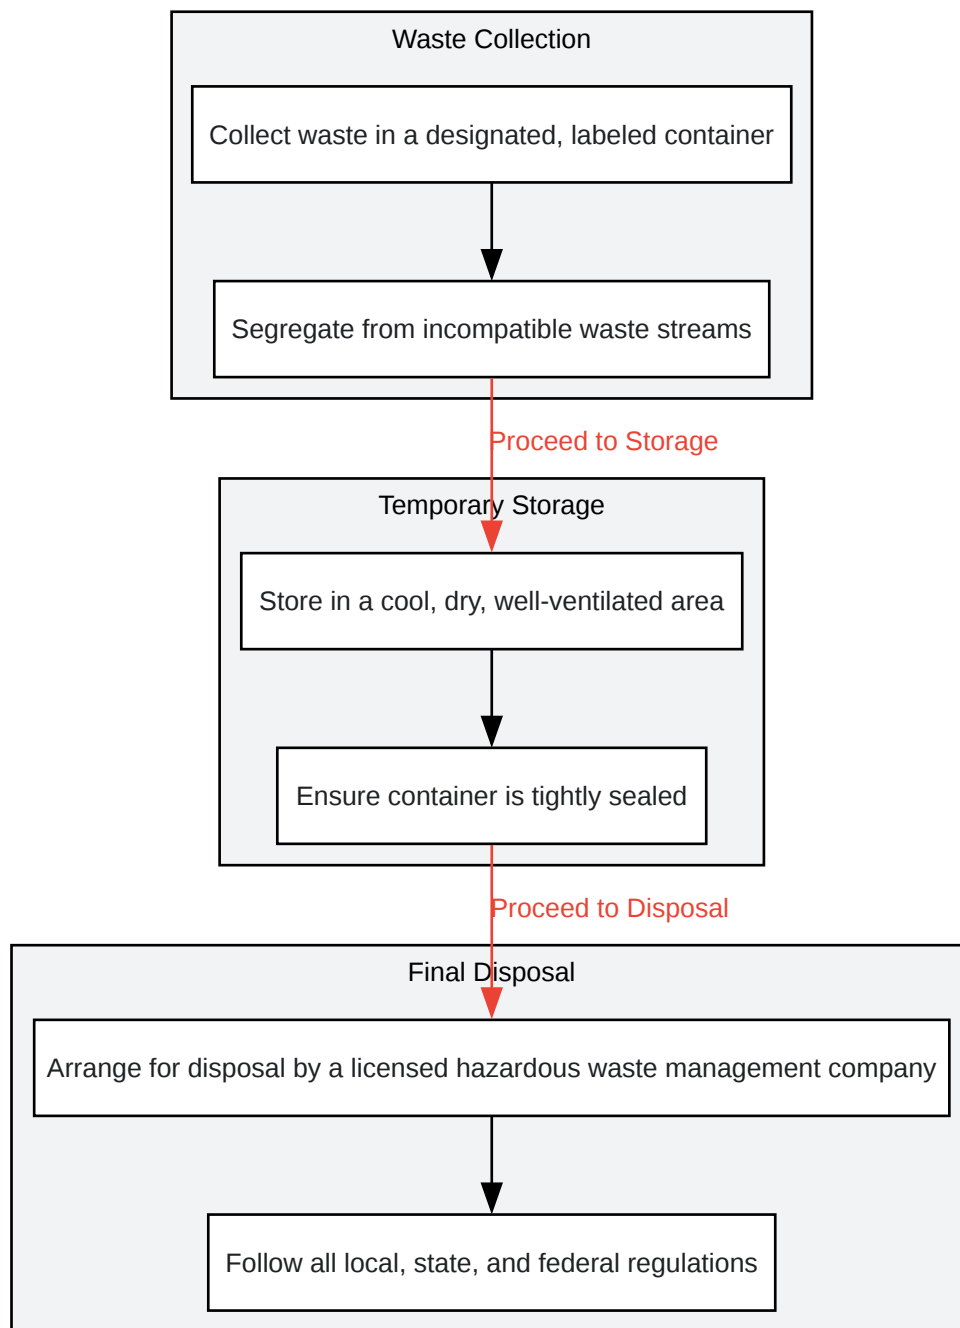 Waste Collection
Collect waste in a designated, labeled container
Segregate from incompatible waste streams
Proceed to Storage
Temporary Storage
Store in a cool, dry, well-ventilated area
Ensure container is tightly sealed
Proceed to Disposal
Final Disposal
Arrange for disposal by a licensed hazardous waste management company
Follow all local, state, and federal regulations